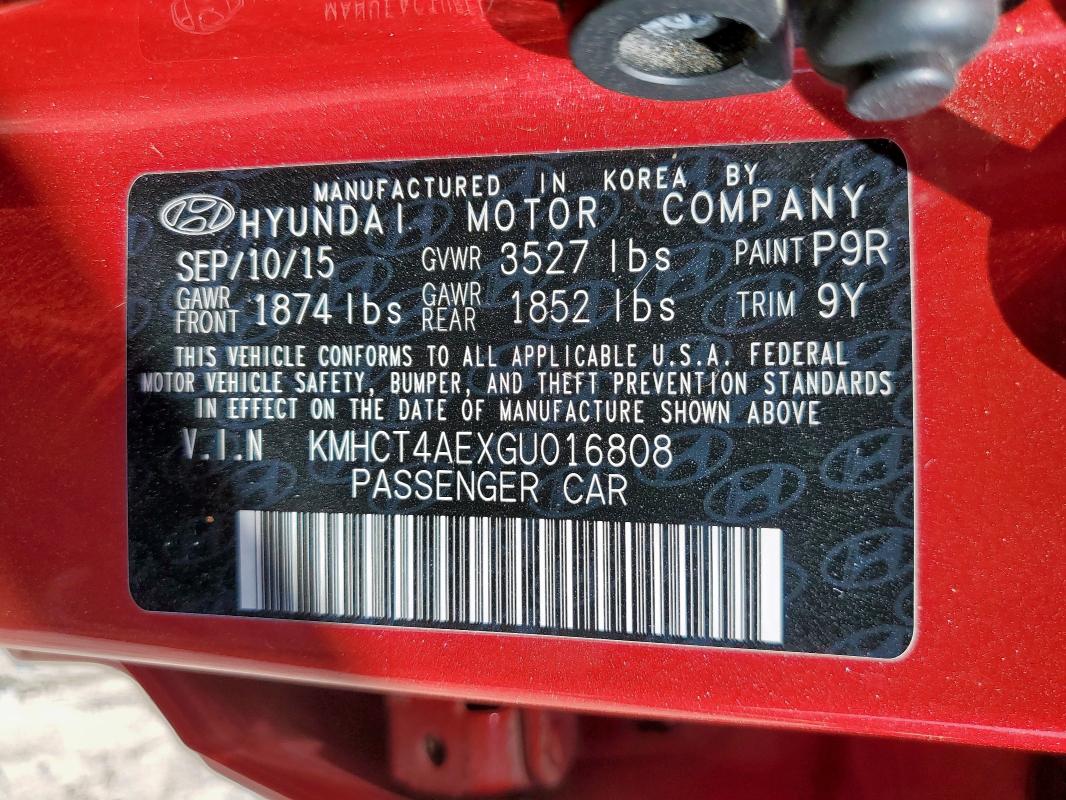 MANUFACTURED IN KOREA BY
HYUNDAI MOTOR COMPANY
SEP/10/15 GVWR 3527 lbs PAINT P9R
GAWR FRONT 1874 lbs GAWR REAR 1852 lbs TRIM 9Y
THIS VEHICLE CONFORMS TO ALL APPLICABLE U.S.A. FEDERAL
MOTOR VEHICLE SAFETY, BUMPER, AND THEFT PREVENTION STANDARDS
IN EFFECT ON THE DATE OF MANUFACTURE SHOWN ABOVE
V.I.N KMHCT4AEXGU016808
PASSENGER CAR